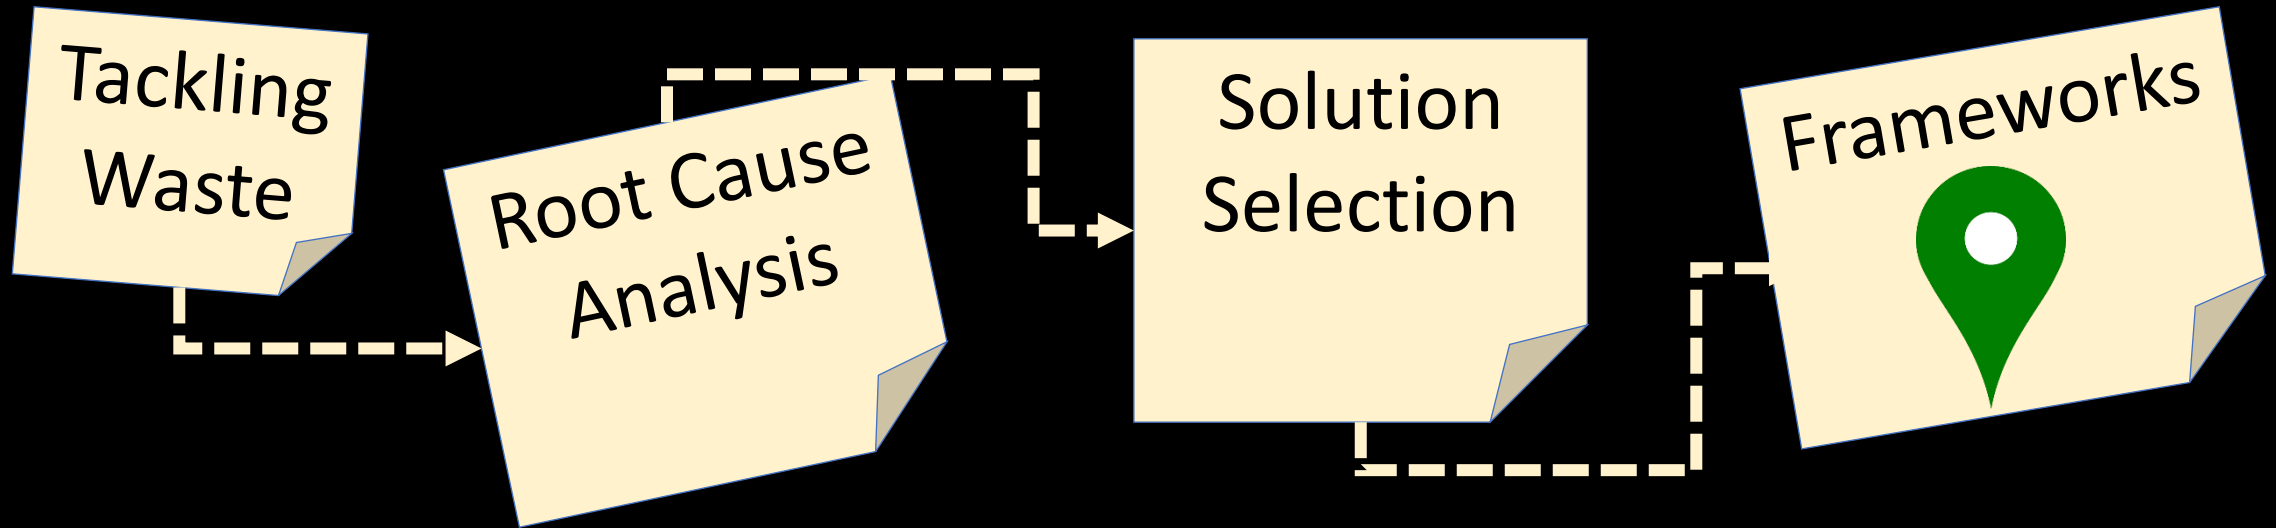 Tackling
Waste
Root Cause
Analysis
Solution
Selection
Frameworks